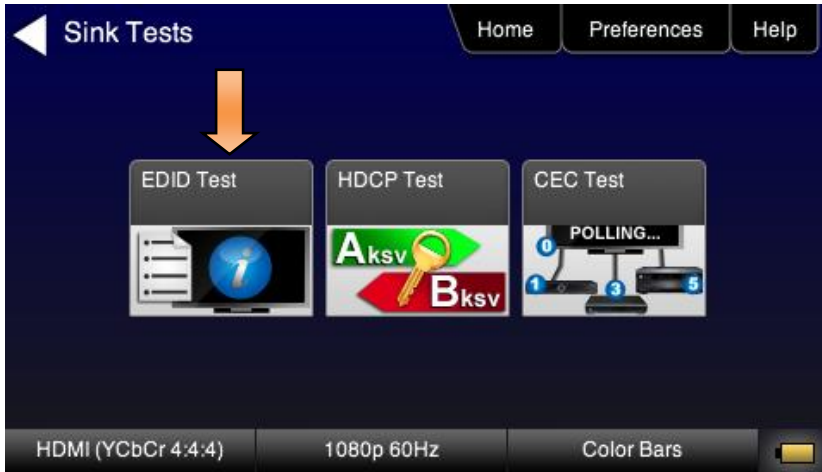 Sink Tests
Home
Preferences
Help
EDID Test
HDCP Test
CEC Test
i
Aksv
Bksv
POLLING...
0
1
3
5
HDMI (YCbCr 4:4:4)
1080p 60Hz
Color Bars